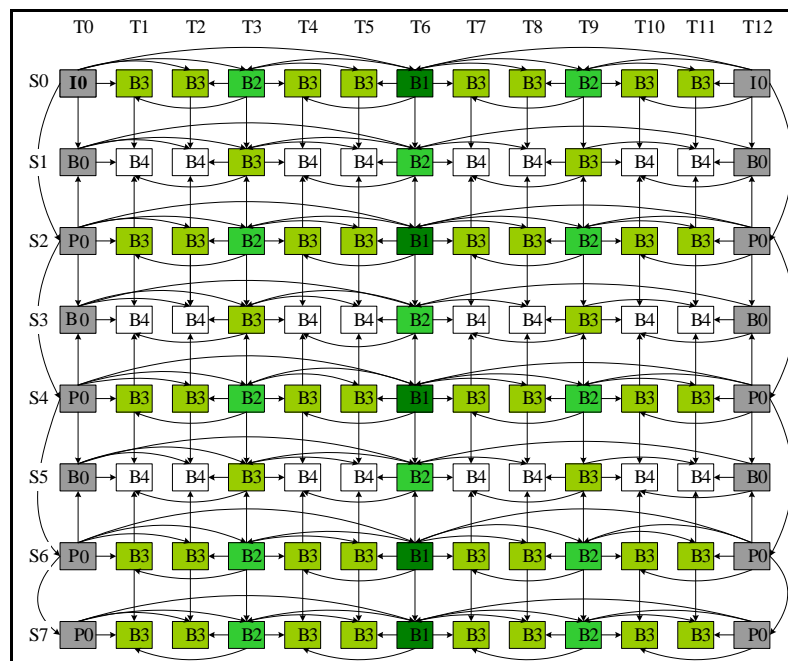 T0 T1 T2 T3 T4 T5 T6 T7 T8 T9 T10 T11 T12
S0 I0 B3 B3 B2 B3 B3 B1 B3 B3 B2 B3 B3 I0
S1 B0 B4 B4 B3 B4 B4 B2 B4 B4 B3 B4 B4 B0
S2 P0 B3 B3 B2 B3 B3 B1 B3 B3 B2 B3 B3 P0
S3 B0 B4 B4 B3 B4 B4 B2 B4 B4 B3 B4 B4 B0
S4 P0 B3 B3 B2 B3 B3 B1 B3 B3 B2 B3 B3 P0
S5 B0 B4 B4 B3 B4 B4 B2 B4 B4 B3 B4 B4 B0
S6 P0 B3 B3 B2 B3 B3 B1 B3 B3 B2 B3 B3 P0
S7 P0 B3 B3 B2 B3 B3 B1 B3 B3 B2 B3 B3 P0